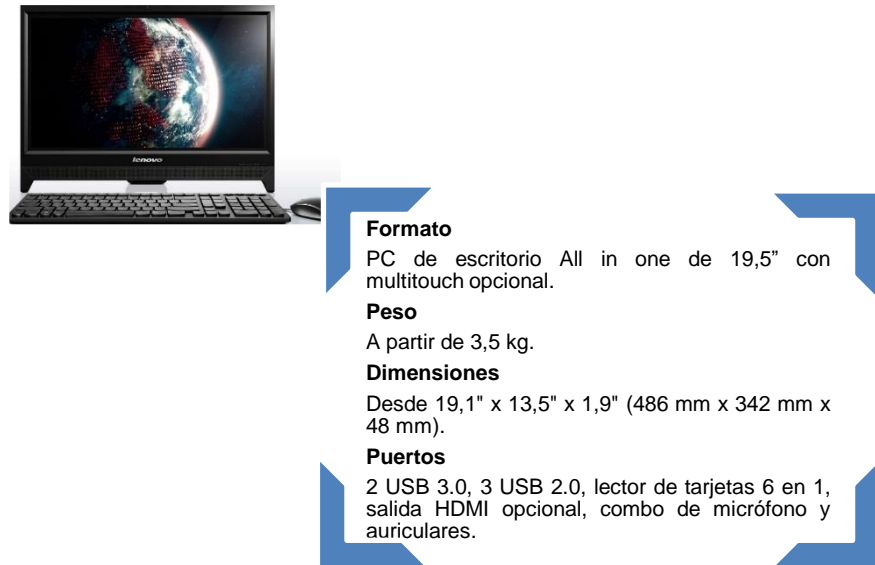 lenovo
Formato
PC de escritorio All in one de 19,5” con
multitouch opcional.
Peso
A partir de 3,5 kg.
Dimensiones
Desde 19,1" x 13,5" x 1,9" (486 mm x 342 mm x
48 mm).
Puertos
2 USB 3.0, 3 USB 2.0, lector de tarjetas 6 en 1,
salida HDMI opcional, combo de micrófono y
auriculares.